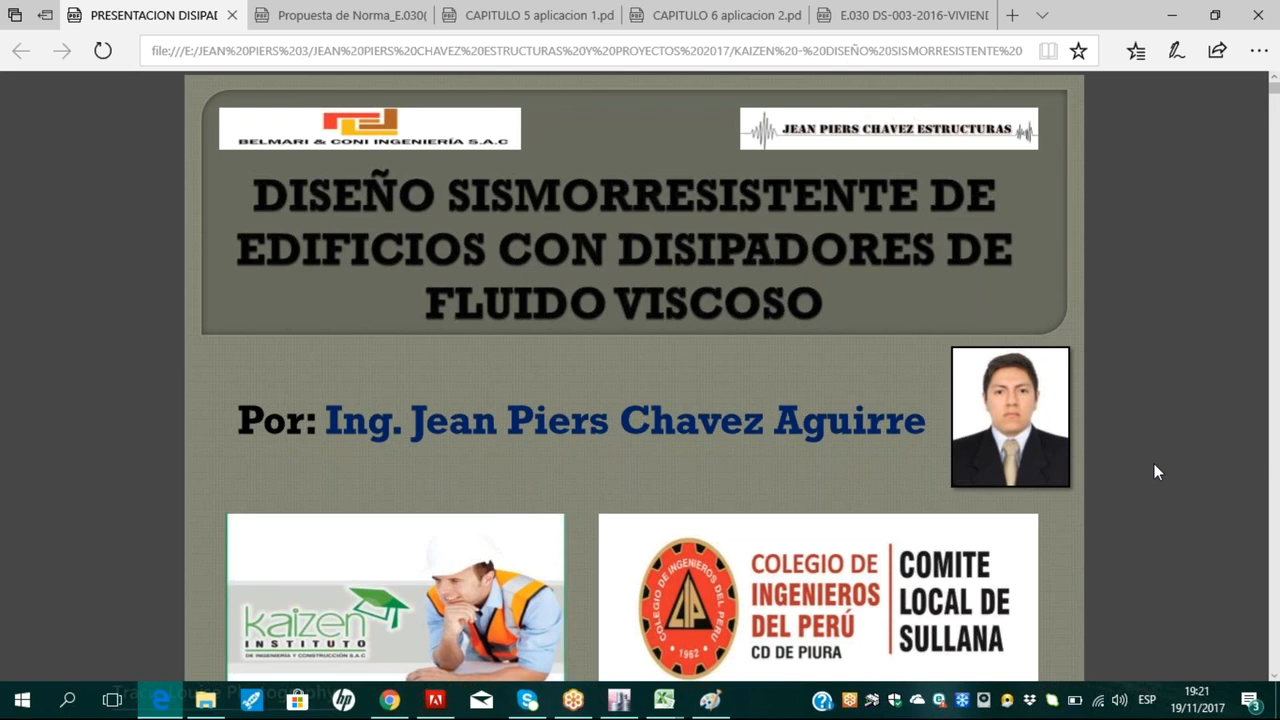 PRESENTACION DISIPAD
Propuesta de Norma_E.030(
CAPITULO 5 aplicacion 1.pd
CAPITULO 6 aplicacion 2.pd
E.030 DS-003-2016-VIVIEND
file:///E:/JEAN%20PIERS%203/JEAN%20PIERS%20CHAVEZ%20ESTRUCTURAS%20Y%20PROYECTOS%202017/KAIZEN%20-%20DISEÑO%20SISMORRESISTENTE%20
BELMARI & CONI INGENIERÍA S.A.C
JEAN PIERS CHAVEZ ESTRUCTURAS
DISEÑO SISMORRESISTENTE DE
EDIFICIOS CON DISIPADORES DE
FLUIDO VISCOSO
Por: Ing. Jean Piers Chavez Aguirre
kaizen
INSTITUTO
DE INGENIERÍA Y CONSTRUCCIÓN S.A.C
COLEGIO DE INGENIEROS DEL PERU
CIP
1962
COLEGIO DE
INGENIEROS
DEL PERÚ
CD DE PIURA
COMITE
LOCAL DE
SULLANA
hp
ESP
19:21
19/11/2017
3